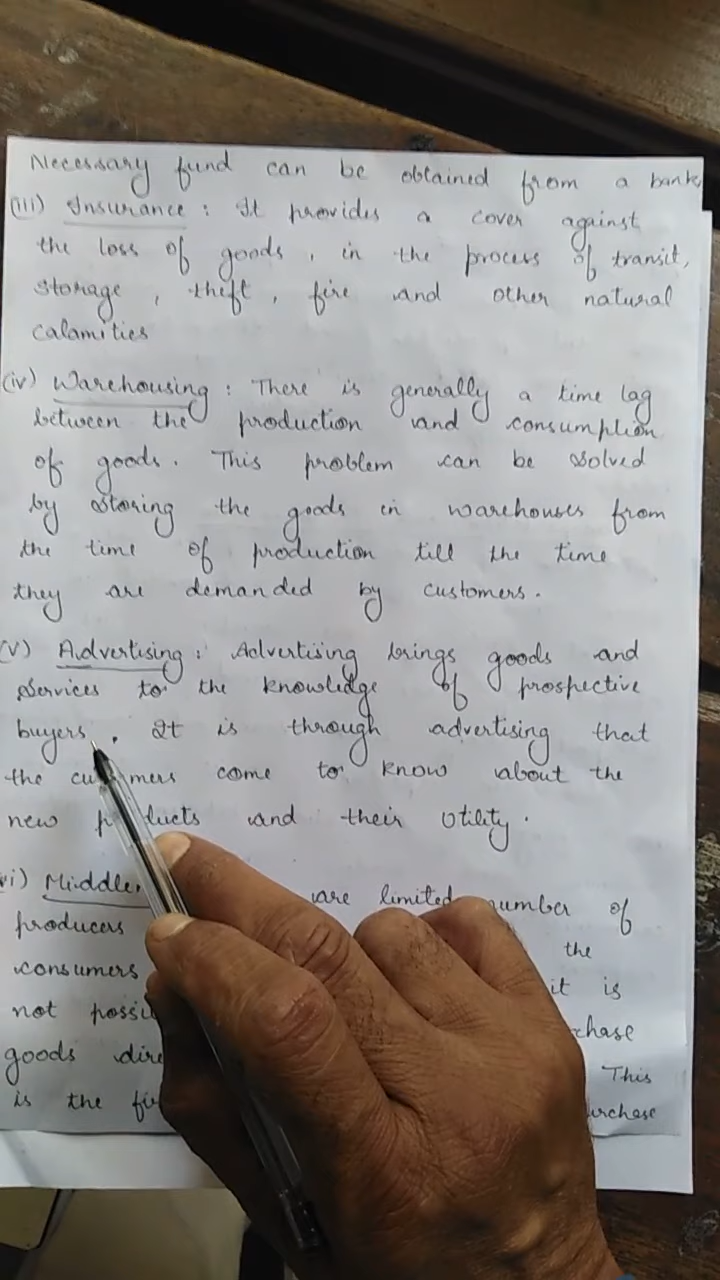 Necessary fund can be obtained from a bank
(iii) Insurance : It provides a cover against
the loss of goods, in the process of transit,
storage, theft, fire and other natural
calamities
(iv) Warehousing : There is generally a time lag
between the production and consumption
of goods. This problem can be solved
by storing the goods in warehouses from
the time of production till the time
they are demanded by customers.
(v) Advertising : Advertising brings goods and
services to the knowledge of prospective
buyers. It is through advertising that
the come to know about the
new and their utility.
are limited number of
producers the
consumers it is
not
goods This
is the